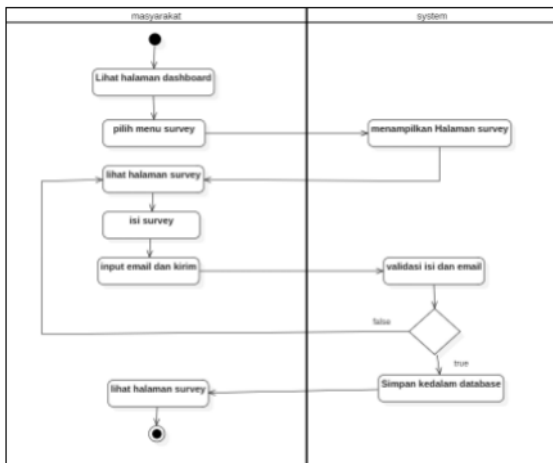 masyarakat
system
Lihat halaman dashboard
pilih menu survey
menampilkan Halaman survey
lihat halaman survey
isi survey
input email dan kirim
validasi isi dan email
false
true
Simpan kedalam database
lihat halaman survey